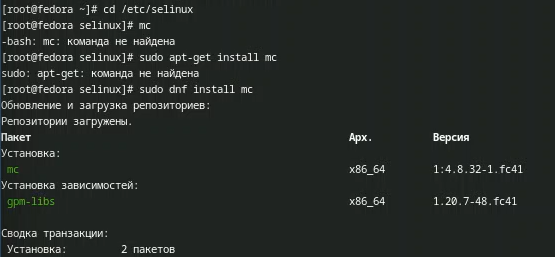 [root@fedora ~]# cd /etc/selinux
[root@fedora selinux]# mc
-bash: mc: команда не найдена
[root@fedora selinux]# sudo apt-get install mc
sudo: apt-get: команда не найдена
[root@fedora selinux]# sudo dnf install mc
Обновление и загрузка репозиториев:
Репозитории загружены.
Пакет Арх. Версия
Установка:
mc x86_64 1:4.8.32-1.fc41
Установка зависимостей:
gpm-libs x86_64 1.20.7-48.fc41
Сводка транзакции:
Установка: 2 пакетов